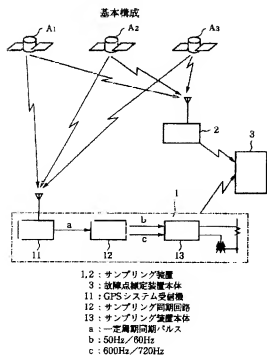 基本構成
A1
A2
A3
2
3
1
a
b
c
11
12
13
1,2：サンプリング装置
3：故障点標定装置本体
11：GPSシステム受信機
12：サンプリング同期回路
13：サンプリング装置本体
a：一定周期同期パルス
b：50Hz／60Hz
c：600Hz／720Hz